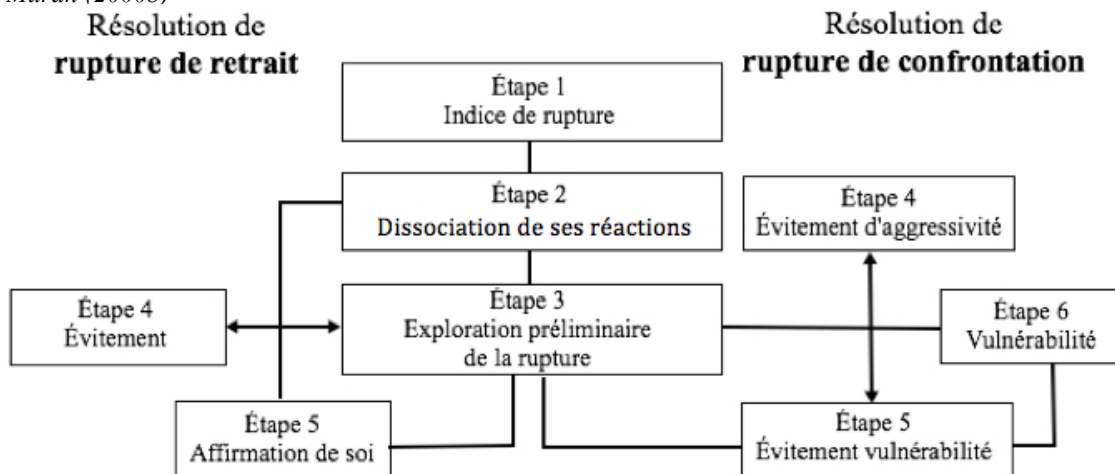 Résolution de
rupture de retrait
Résolution de
rupture de confrontation
Étape 1
Indice de rupture
Étape 2
Dissociation de ses réactions
Étape 4
Évitement d'aggressivité
Étape 4
Évitement
Étape 3
Exploration préliminaire
de la rupture
Étape 6
Vulnérabilité
Étape 5
Affirmation de soi
Étape 5
Évitement vulnérabilité